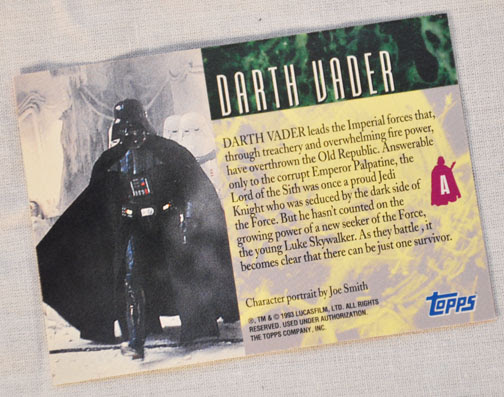 DARTH VADER
DARTH VADER leads the Imperial forces that,
through treachery and overwhelming fire power,
have overthrown the Old Republic. Answerable
only to the corrupt Emperor Palpatine, the
Lord of the Sith was once a proud Jedi
Knight who was seduced by the dark side of
the Force. But he hasn't counted on the
growing power of a new seeker of the Force,
the young Luke Skywalker. As they battle, it
becomes clear that there can be just one survivor.
A
Character portrait by Joe Smith
®, TM & © 1993 LUCASFILM, LTD. ALL RIGHTS
RESERVED. USED UNDER AUTHORIZATION.
THE TOPPS COMPANY, INC.
TOPPS